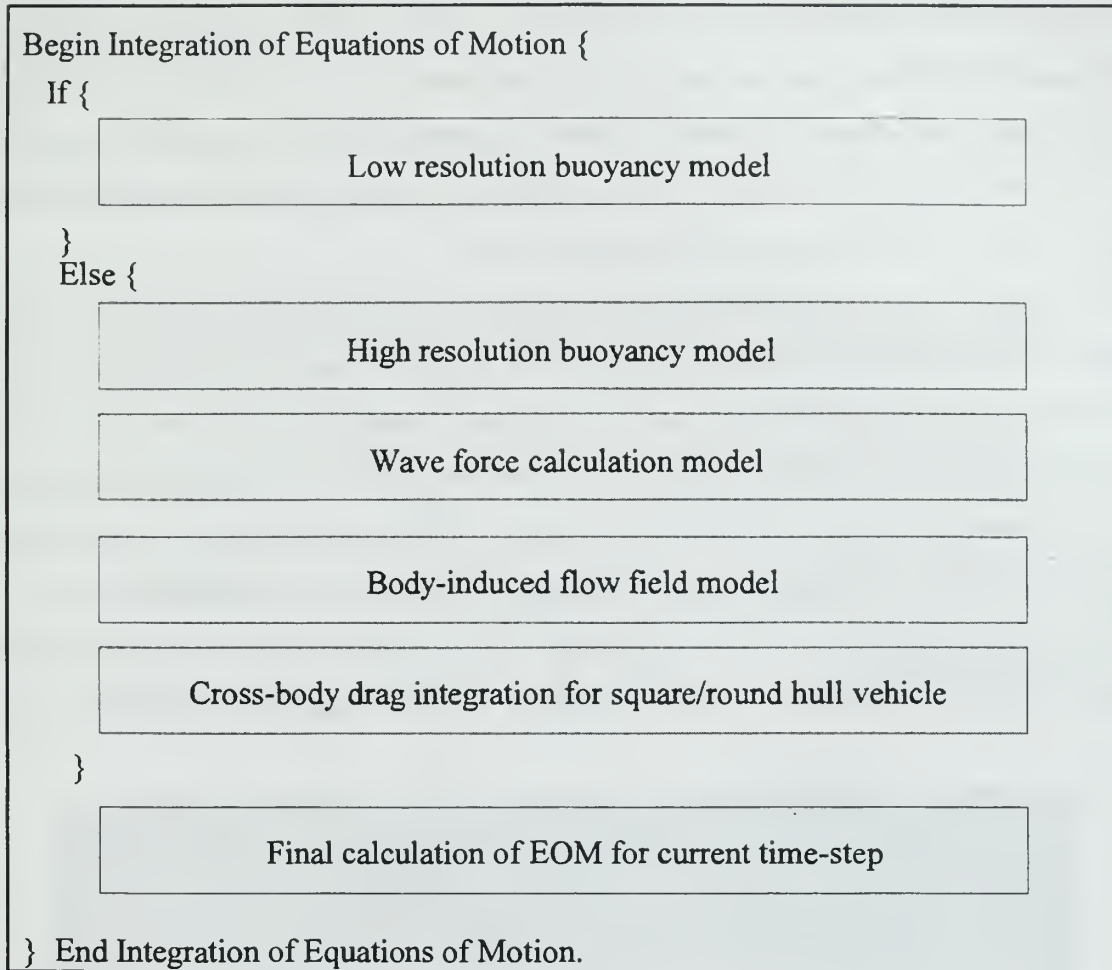 Begin Integration of Equations of Motion {
If {
Low resolution buoyancy model
}
Else {
High resolution buoyancy model
Wave force calculation model
Body-induced flow field model
Cross-body drag integration for square/round hull vehicle
}
Final calculation of EOM for current time-step
} End Integration of Equations of Motion.